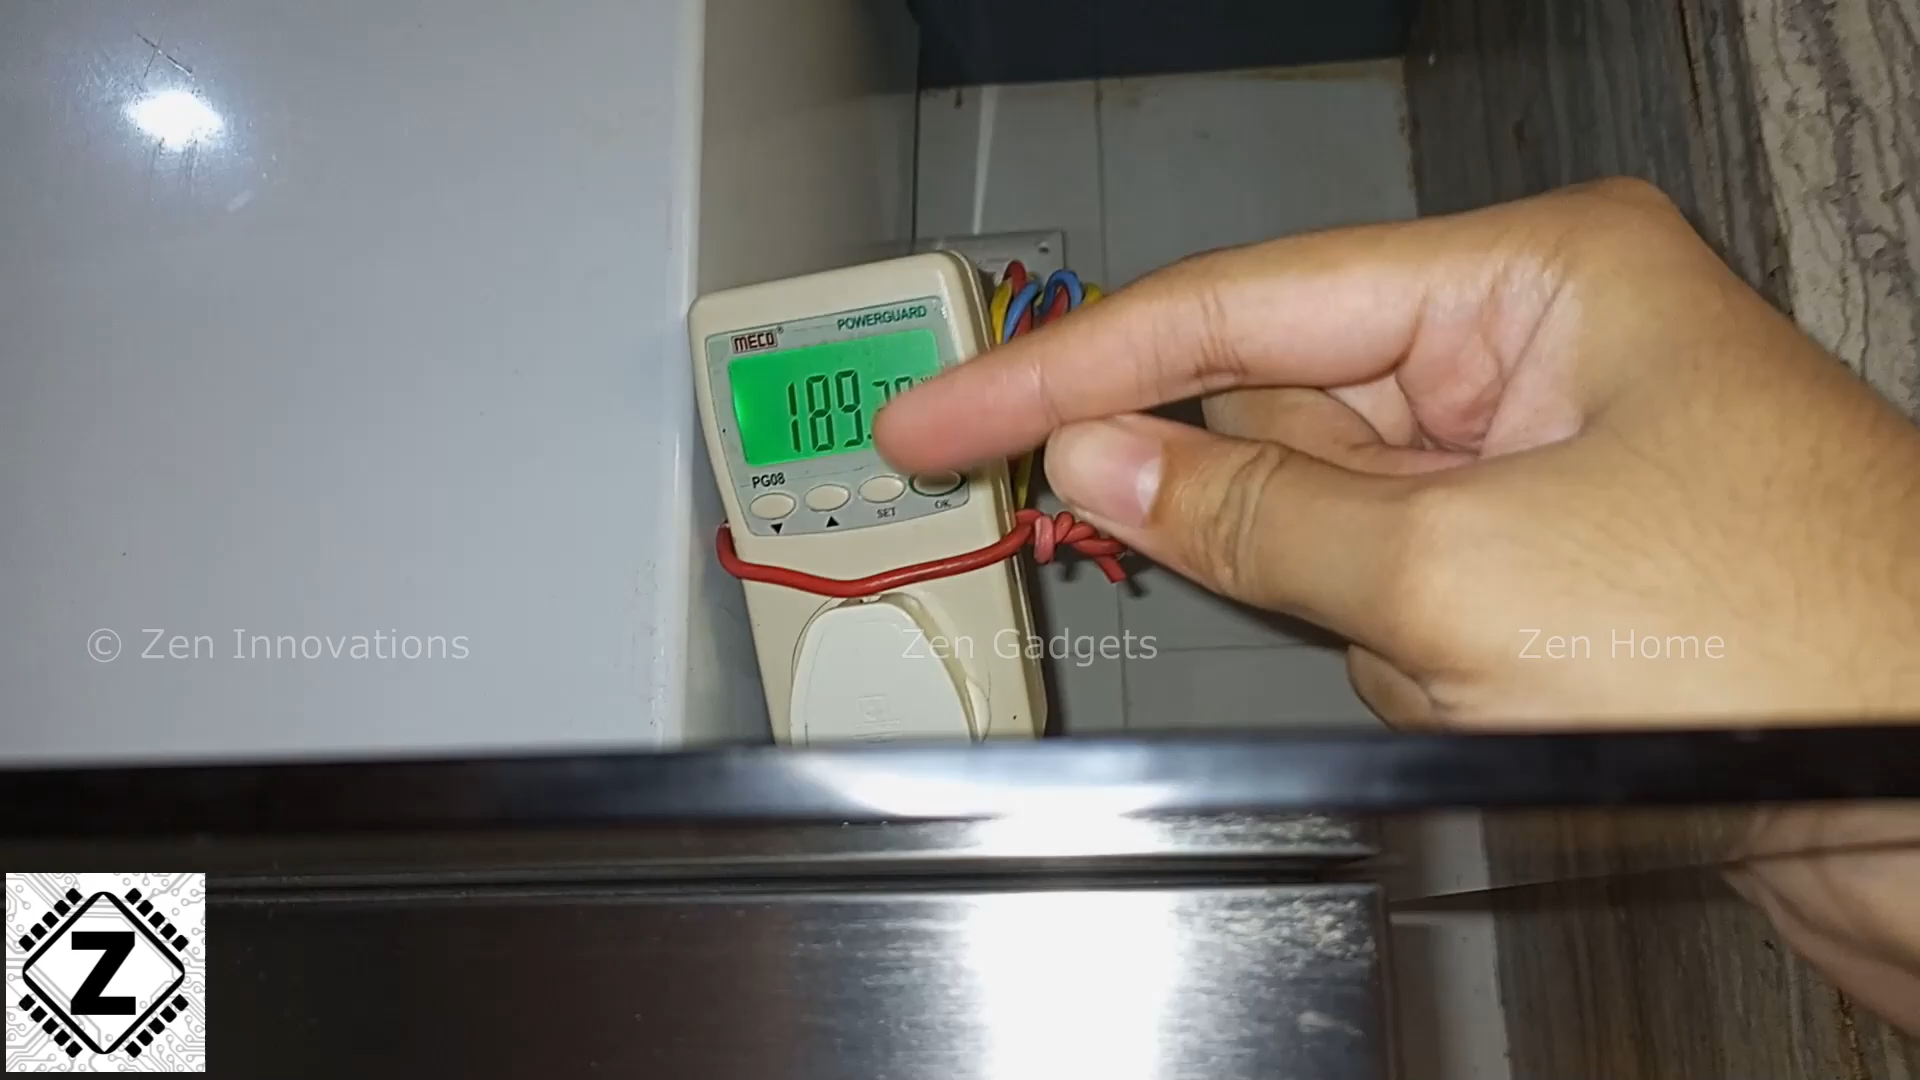 POWERGUARD
MECO®
189.
PG08
▼ ▲ SET OK
© Zen Innovations Zen Gadgets Zen Home
Z